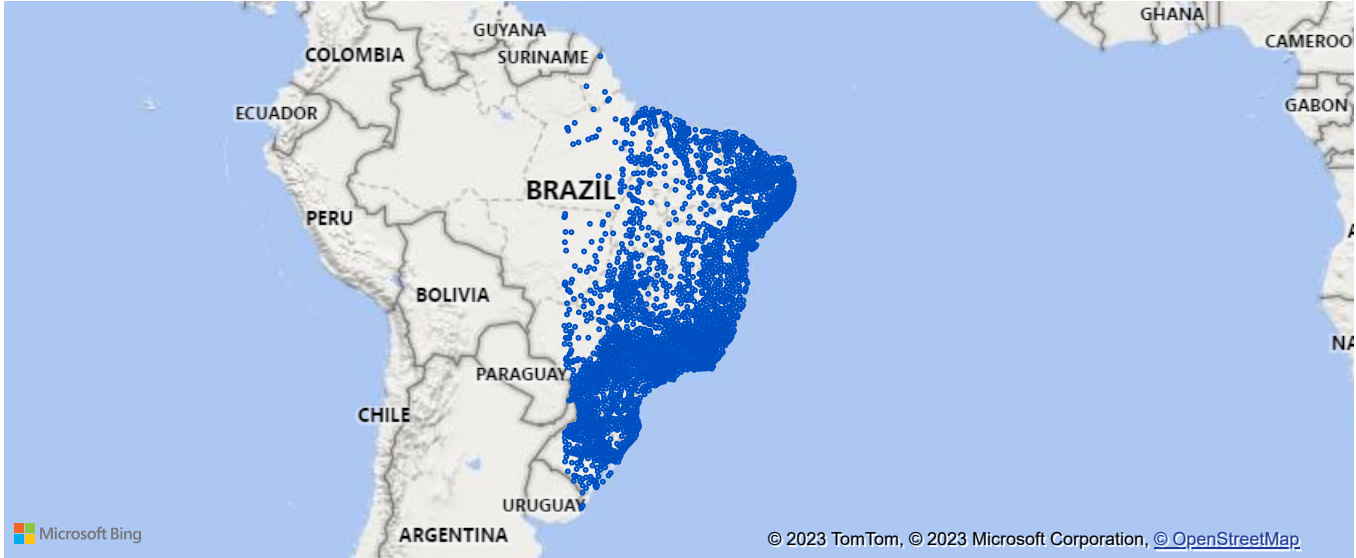 GHANA
GUYANA
COLOMBIA
SURINAME
CAMEROO
ECUADOR
GABON
BRAZIL
PERU
A
BOLIVIA
NA
PARAGUAY
CHILE
URUGUAY
ARGENTINA
Microsoft Bing
© 2023 TomTom, © 2023 Microsoft Corporation, © OpenStreetMap